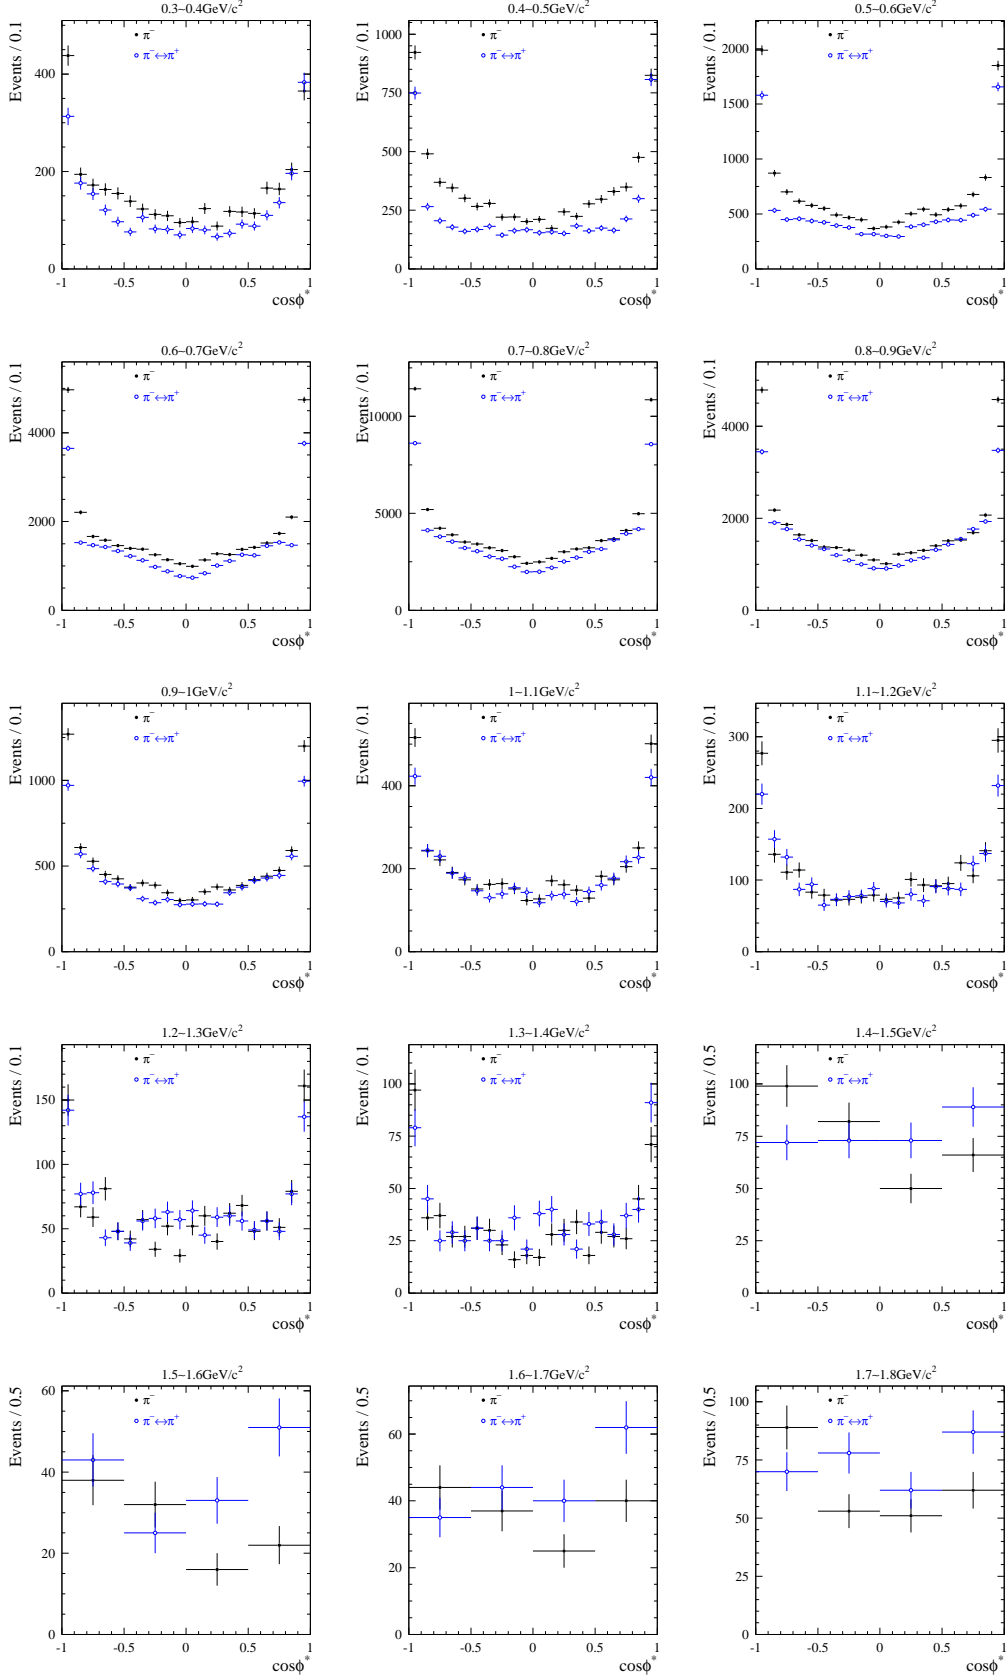 0.3~0.4GeV/c²
Events / 0.1
π⁻
π⁻↔π⁺
400
200
0
-1 -0.5 0 0.5 1
cosϕ*
0.4~0.5GeV/c²
Events / 0.1
π⁻
π⁻↔π⁺
1000
750
500
250
0
-1 -0.5 0 0.5 1
cosϕ*
0.5~0.6GeV/c²
Events / 0.1
π⁻
π⁻↔π⁺
2000
1500
1000
500
0
-1 -0.5 0 0.5 1
cosϕ*
0.6~0.7GeV/c²
Events / 0.1
π⁻
π⁻↔π⁺
4000
2000
0
-1 -0.5 0 0.5 1
cosϕ*
0.7~0.8GeV/c²
Events / 0.1
π⁻
π⁻↔π⁺
10000
5000
0
-1 -0.5 0 0.5 1
cosϕ*
0.8~0.9GeV/c²
Events / 0.1
π⁻
π⁻↔π⁺
4000
2000
0
-1 -0.5 0 0.5 1
cosϕ*
0.9~1GeV/c²
Events / 0.1
π⁻
π⁻↔π⁺
1000
500
0
-1 -0.5 0 0.5 1
cosϕ*
1~1.1GeV/c²
Events / 0.1
π⁻
π⁻↔π⁺
400
200
0
-1 -0.5 0 0.5 1
cosϕ*
1.1~1.2GeV/c²
Events / 0.1
π⁻
π⁻↔π⁺
300
200
100
0
-1 -0.5 0 0.5 1
cosϕ*
1.2~1.3GeV/c²
Events / 0.1
π⁻
π⁻↔π⁺
150
100
50
0
-1 -0.5 0 0.5 1
cosϕ*
1.3~1.4GeV/c²
Events / 0.1
π⁻
π⁻↔π⁺
100
75
50
25
0
-1 -0.5 0 0.5 1
cosϕ*
1.4~1.5GeV/c²
Events / 0.5
π⁻
π⁻↔π⁺
100
75
50
25
0
-1 -0.5 0 0.5 1
cosϕ*
1.5~1.6GeV/c²
Events / 0.5
π⁻
π⁻↔π⁺
60
40
20
0
-1 -0.5 0 0.5 1
cosϕ*
1.6~1.7GeV/c²
Events / 0.5
π⁻
π⁻↔π⁺
60
40
20
0
-1 -0.5 0 0.5 1
cosϕ*
1.7~1.8GeV/c²
Events / 0.5
π⁻
π⁻↔π⁺
100
75
50
25
0
-1 -0.5 0 0.5 1
cosϕ*